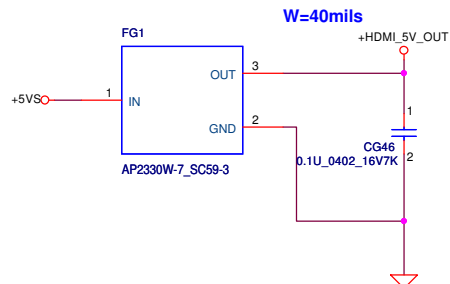 W=40mils
FG1
+HDMI_5V_OUT
OUT 3
+5VS 1 IN
GND 2
1
CG46
0.1U_0402_16V7K
2
AP2330W-7_SC59-3